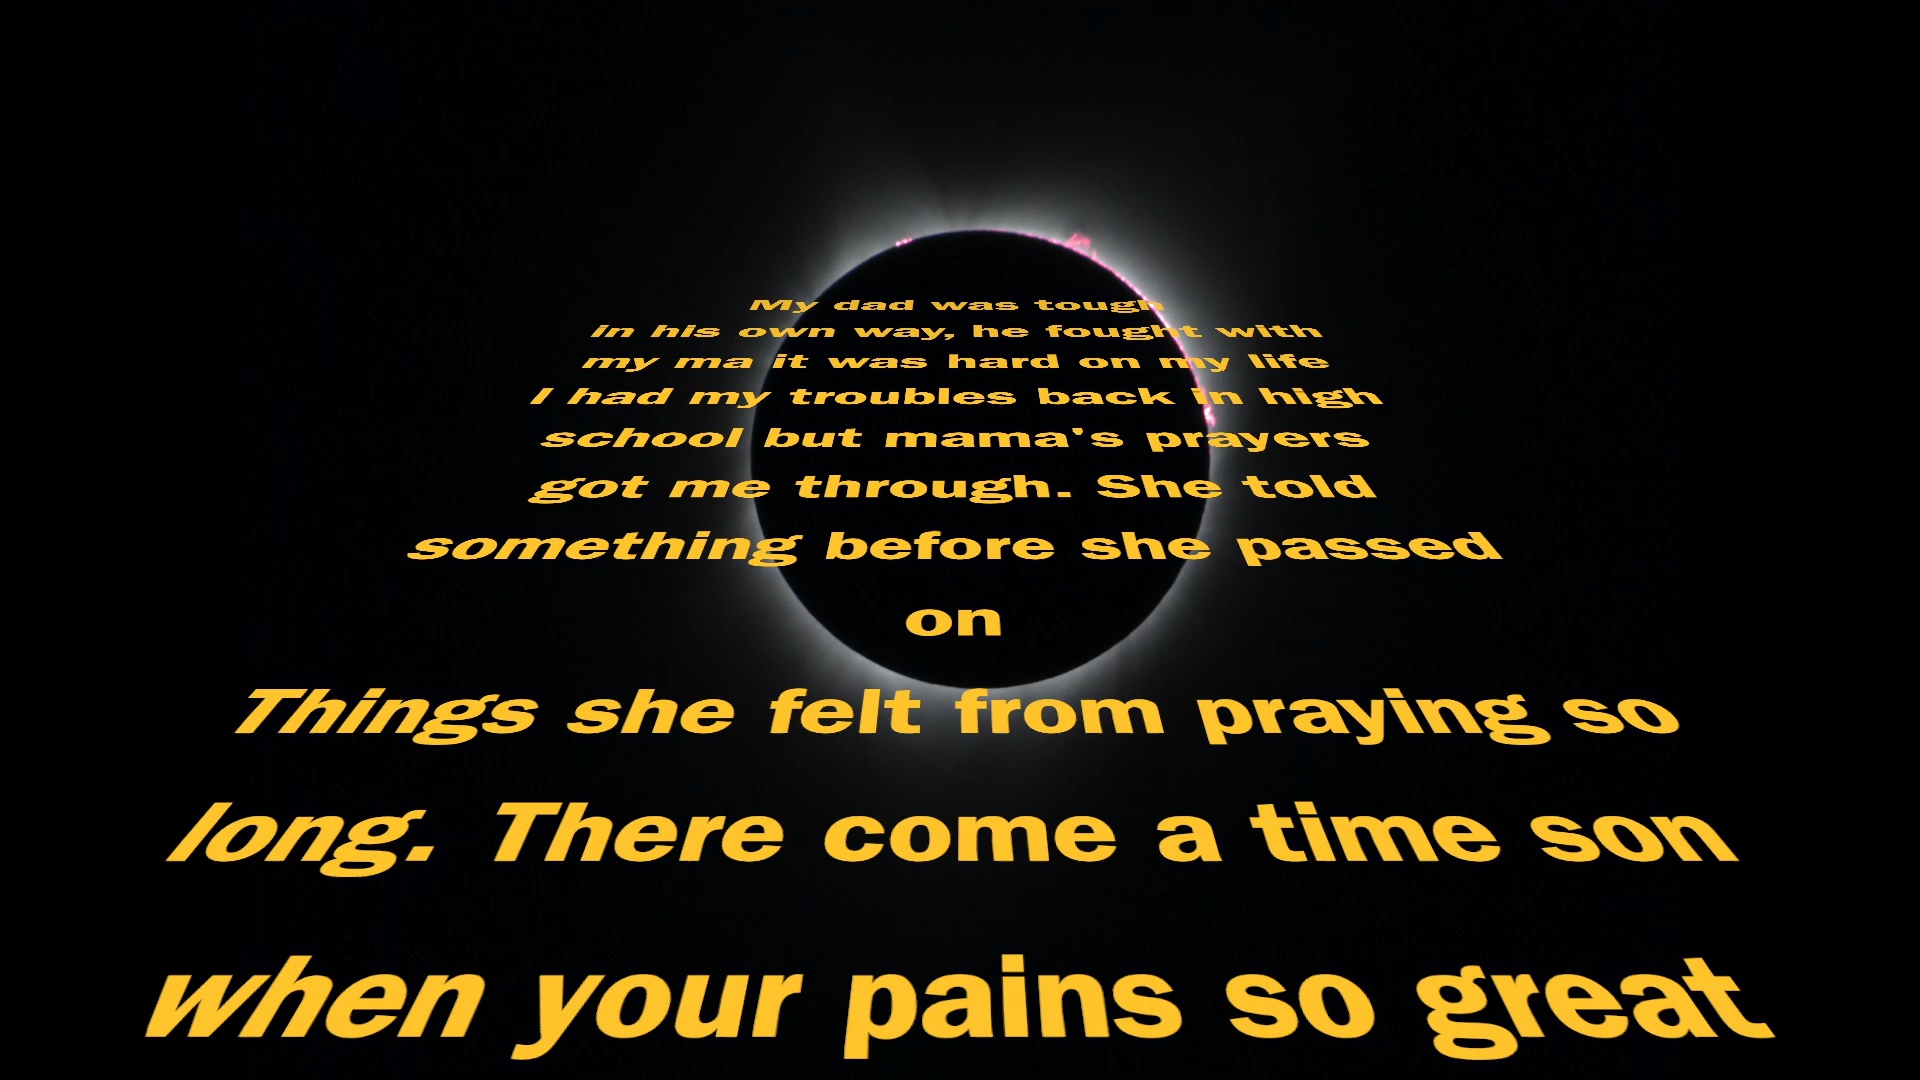 My dad was tough
in his own way, he fought with
my ma it was hard on my life
I had my troubles back in high
school but mama's prayers
got me through. She told
something before she passed
on
Things she felt from praying so
long. There come a time son
when your pains so great